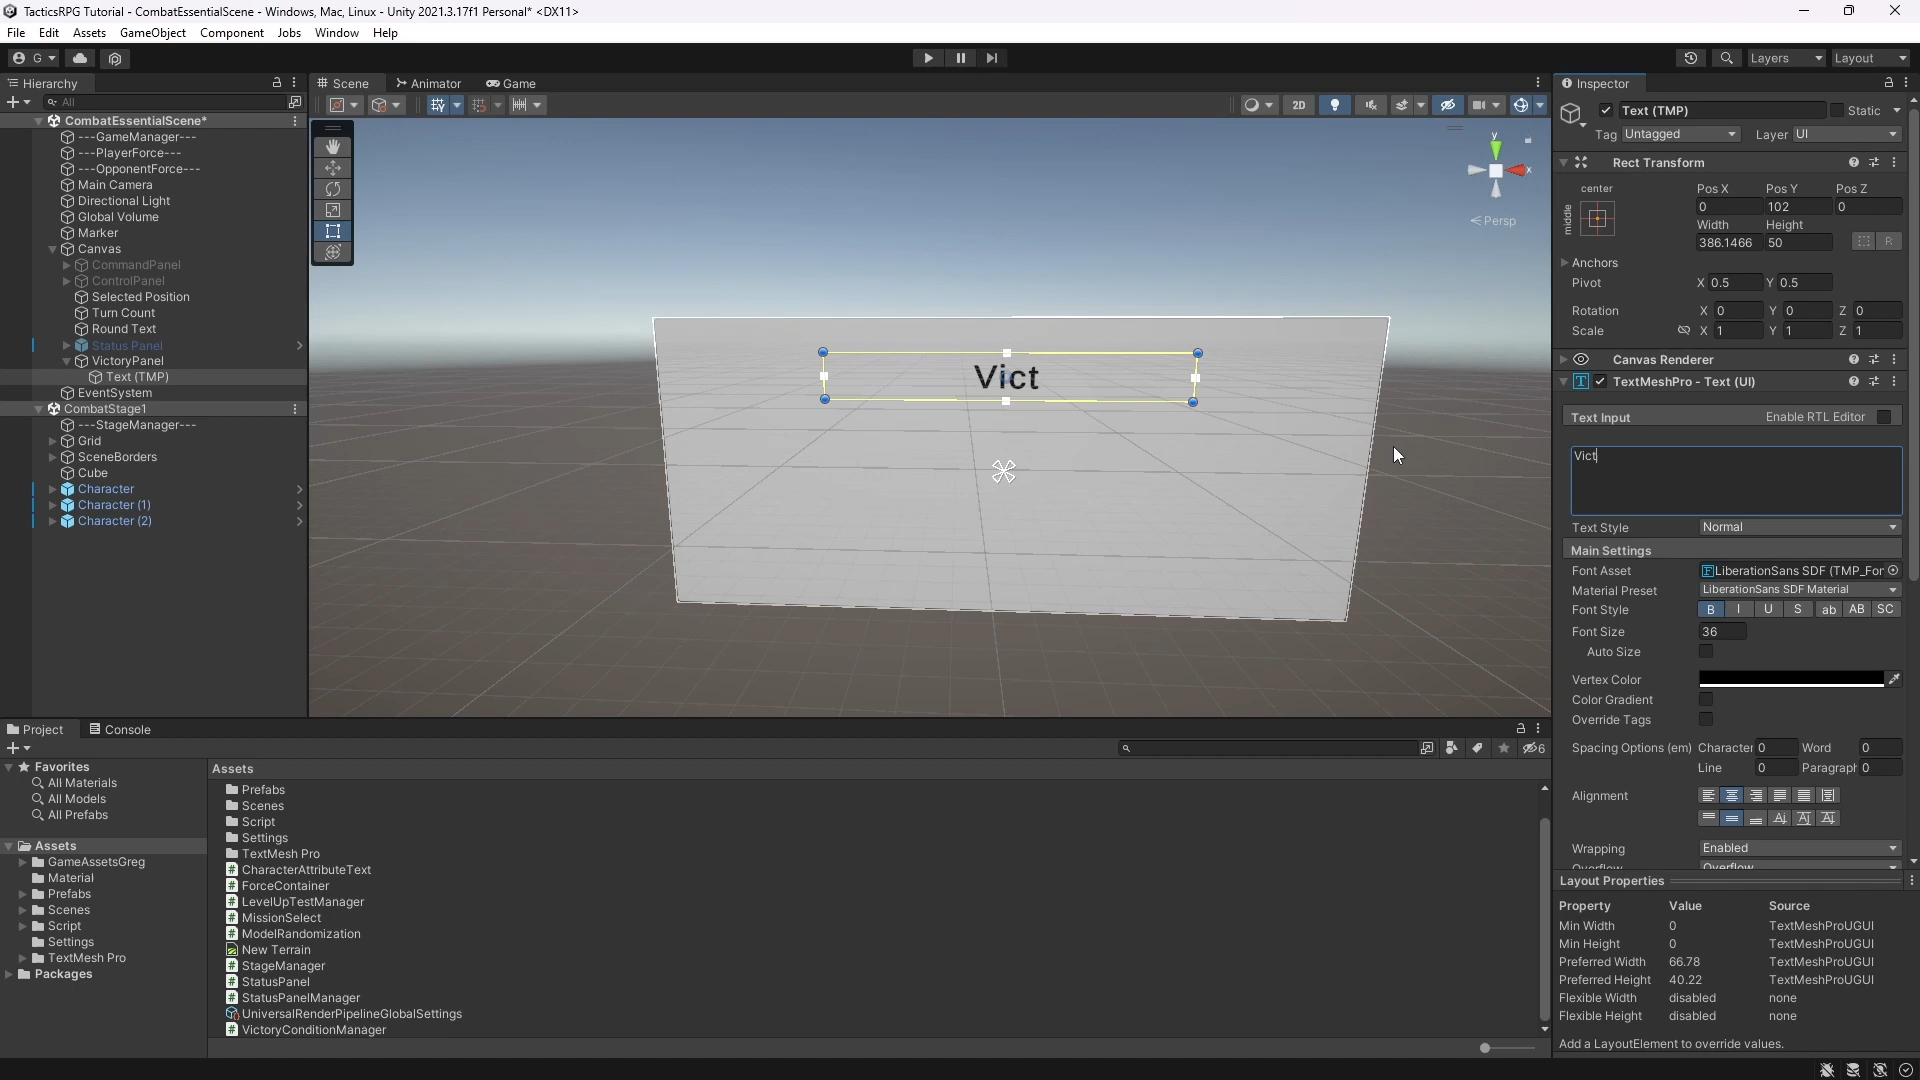 TacticsRPG Tutorial - CombatEssentialScene - Windows, Mac, Linux - Unity 2021.3.17f1 Personal* <DX11>
File Edit Assets GameObject Component Jobs Window Help
G Layers Layout
Hierarchy
All
CombatEssentialScene*
---GameManager---
---PlayerForce---
---OpponentForce---
Main Camera
Directional Light
Global Volume
Marker
Canvas
CommandPanel
ControlPanel
Selected Position
Turn Count
Round Text
Status Panel
VictoryPanel
Text (TMP)
EventSystem
CombatStage1
---StageManager---
Grid
SceneBorders
Cube
Character
Character (1)
Character (2)
Scene Animator Game
2D
y
x
Persp
Vict
Inspector
Text (TMP) Static
Tag Untagged Layer UI
Rect Transform
center
middle
Pos X Pos Y Pos Z
0 102 0
Width Height
386.1466 50 R
Anchors
Pivot X 0.5 Y 0.5
Rotation X 0 Y 0 Z 0
Scale X 1 Y 1 Z 1
Canvas Renderer
TextMeshPro - Text (UI)
Text Input Enable RTL Editor
Vict
Text Style Normal
Main Settings
Font Asset LiberationSans SDF (TMP_For
Material Preset LiberationSans SDF Material
Font Style B I U S ab AB SC
Font Size 36
Auto Size
Vertex Color
Color Gradient
Override Tags
Spacing Options (em) Character 0 Word 0
Line 0 Paragraph 0
Alignment
Wrapping Enabled
Overflow Overflow
Layout Properties
Property Value Source
Min Width 0 TextMeshProUGUI
Min Height 0 TextMeshProUGUI
Preferred Width 66.78 TextMeshProUGUI
Preferred Height 40.22 TextMeshProUGUI
Flexible Width disabled none
Flexible Height disabled none
Add a LayoutElement to override values.
Project Console
6
Favorites
All Materials
All Models
All Prefabs
Assets
GameAssetsGreg
Material
Prefabs
Scenes
Script
Settings
TextMesh Pro
Packages
Assets
Prefabs
Scenes
Script
Settings
TextMesh Pro
CharacterAttributeText
ForceContainer
LevelUpTestManager
MissionSelect
ModelRandomization
New Terrain
StageManager
StatusPanel
StatusPanelManager
UniversalRenderPipelineGlobalSettings
VictoryConditionManager